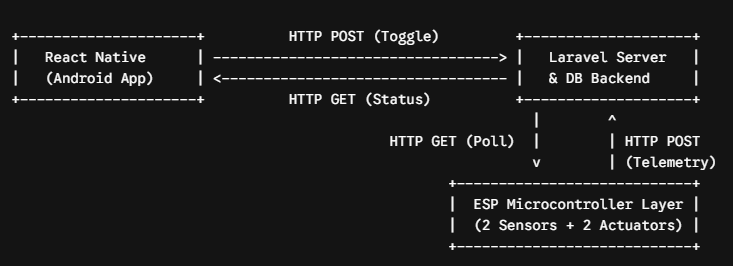 HTTP POST (Toggle)
React Native
Laravel Server
(Android App)
& DB Backend
HTTP GET (Status)
HTTP GET (Poll)
HTTP POST
(Telemetry)
ESP Microcontroller Layer
(2 Sensors + 2 Actuators)